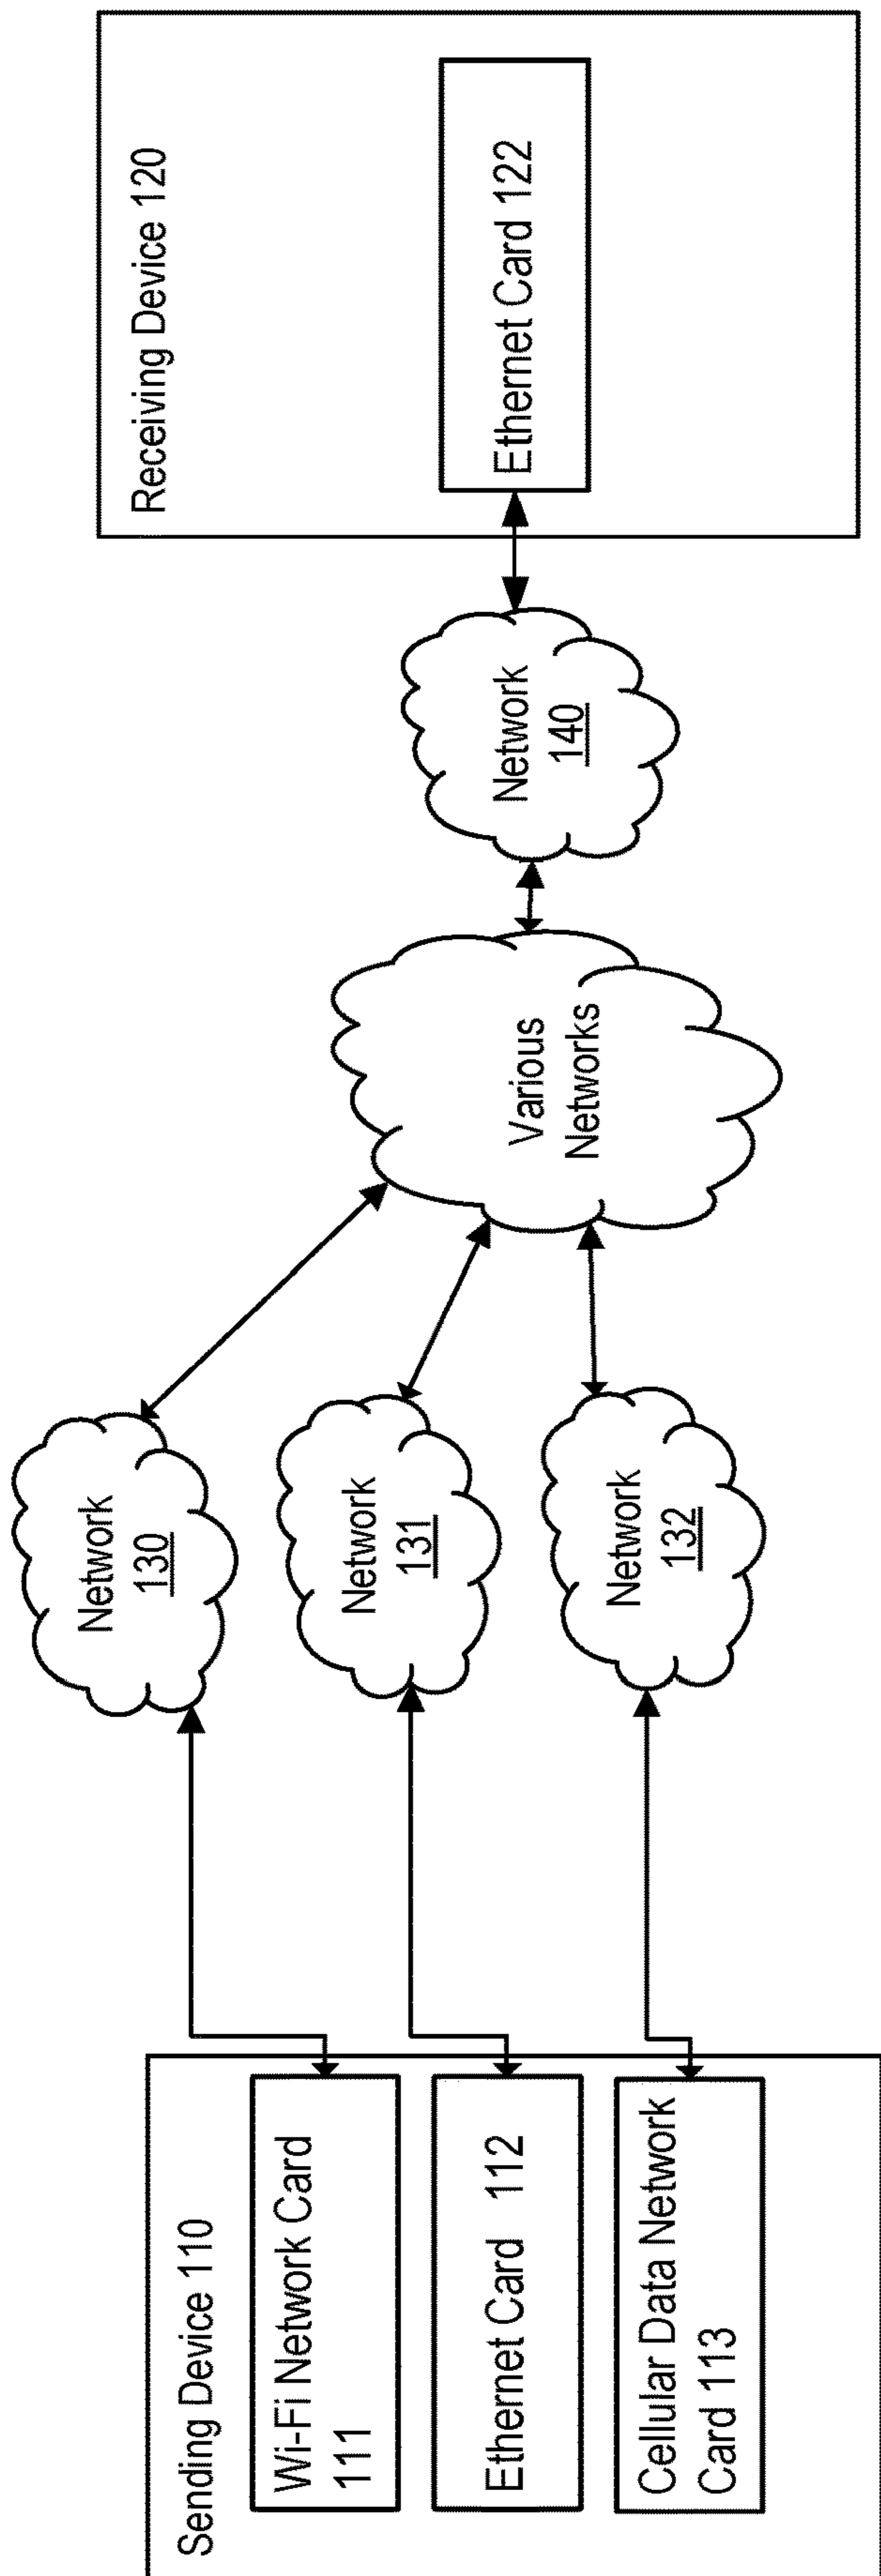 Sending Device 110
Wi-Fi Network Card
111
Ethernet Card 112
Cellular Data Network
Card 113
Network
130
Network
131
Network
132
Various
Networks
Network
140
Receiving Device 120
Ethernet Card 122